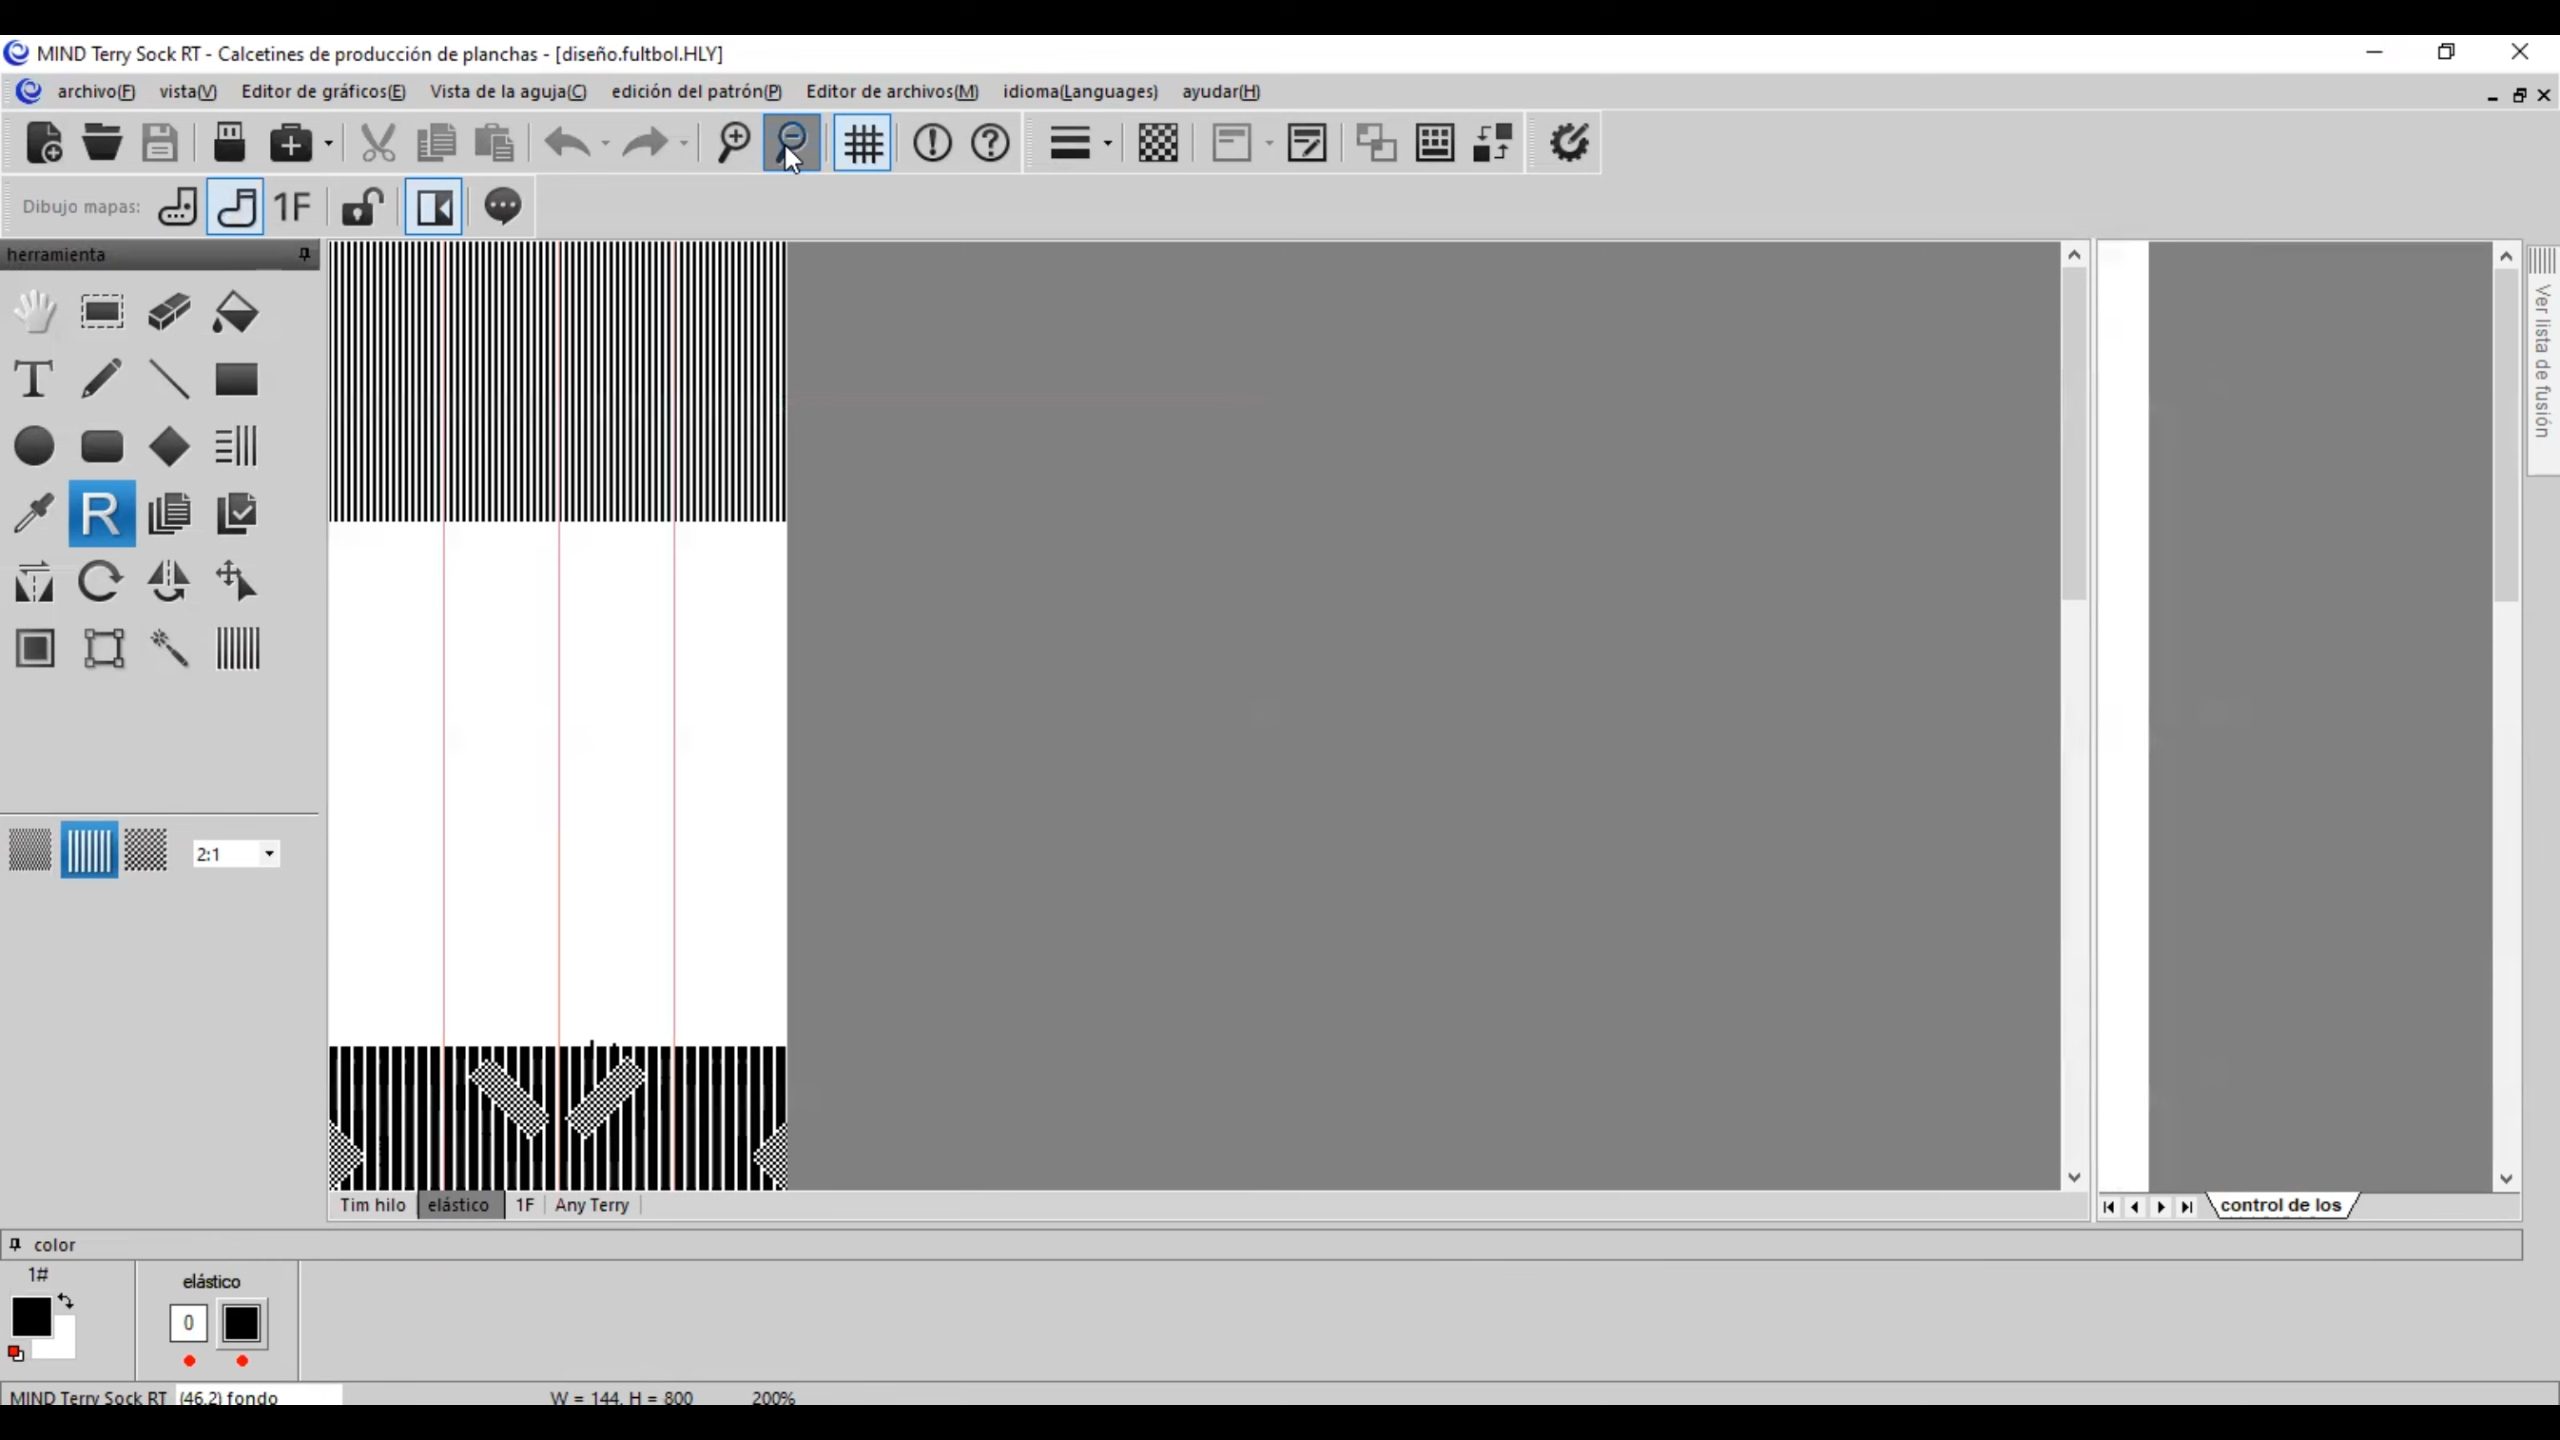 MIND Terry Sock RT - Calcetines de producción de planchas - [diseño.fultbol.HLY]
archivo(F) vista(V) Editor de gráficos(E) Vista de la aguja(C) edición del patrón(P) Editor de archivos(M) idioma(Languages) ayudar(H)
Dibujo mapas: 1F
herramienta
T
R
2:1
Ver lista de fusión
Tim hilo elástico 1F Any Terry
control de los
color
1#
elástico
0
MIND Terry Sock RT (46,2) fondo W = 144, H = 800 200%